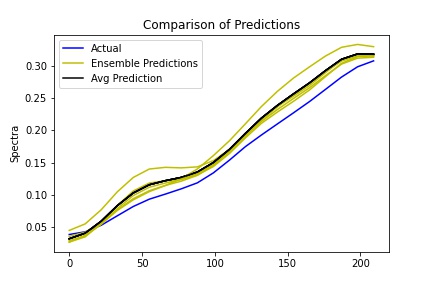 Comparison of Predictions
Actual
Ensemble Predictions
Avg Prediction
Spectra
0.30
0.25
0.20
0.15
0.10
0.05
0 50 100 150 200